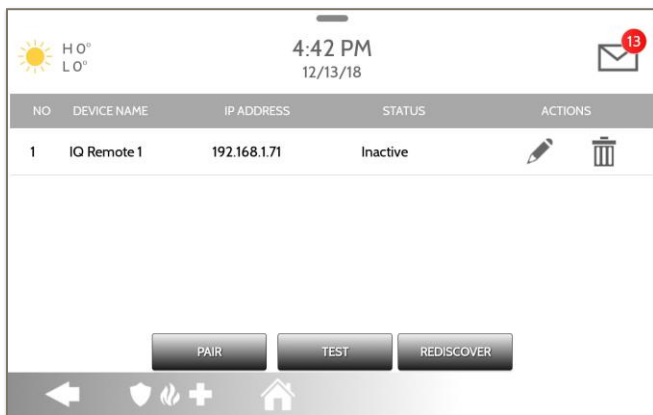 H 0°
L 0°
4:42 PM
12/13/18
13
NO DEVICE NAME IP ADDRESS STATUS ACTIONS
1 IQ Remote 1 192.168.1.71 Inactive
PAIR TEST REDISCOVER